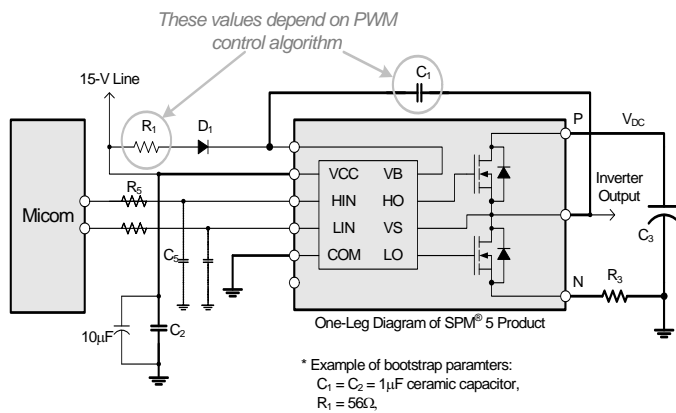 These values depend on PWM
control algorithm
15-V Line
C1
R1
D1
P
VDC
VCC
VB
R5
HIN
HO
Inverter
Output
Micom
LIN
VS
C3
C5
COM
LO
R3
N
10μF
C2
One-Leg Diagram of SPM® 5 Product
* Example of bootstrap paramters:
C1 = C2 = 1μF ceramic capacitor,
R1 = 56Ω,